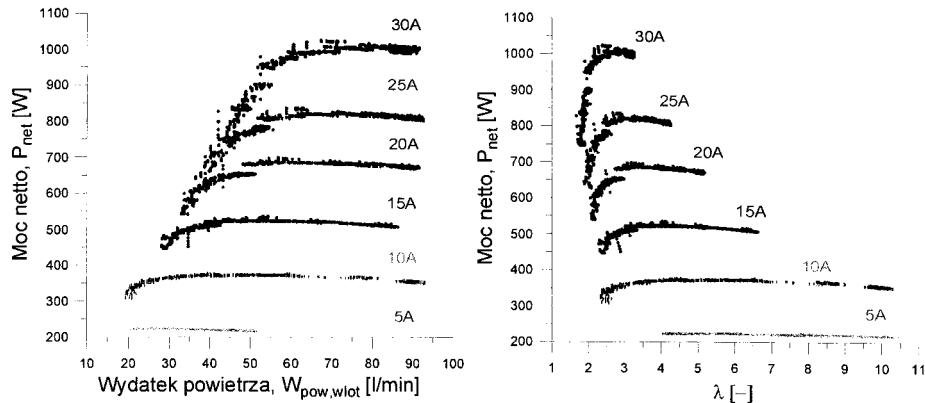 1100
1000
900
800
700
600
500
400
300
200
Moc netto, P_net [W]
30A
25A
20A
15A
10A
5A
10 20 30 40 50 60 70 80 90 100
Wydatek powietrza, W_pow,wlot [l/min]
1100
1000
900
800
700
600
500
400
300
200
Moc netto, P_net [W]
30A
25A
20A
15A
10A
5A
1 2 3 4 5 6 7 8 9 10 11
λ [–]